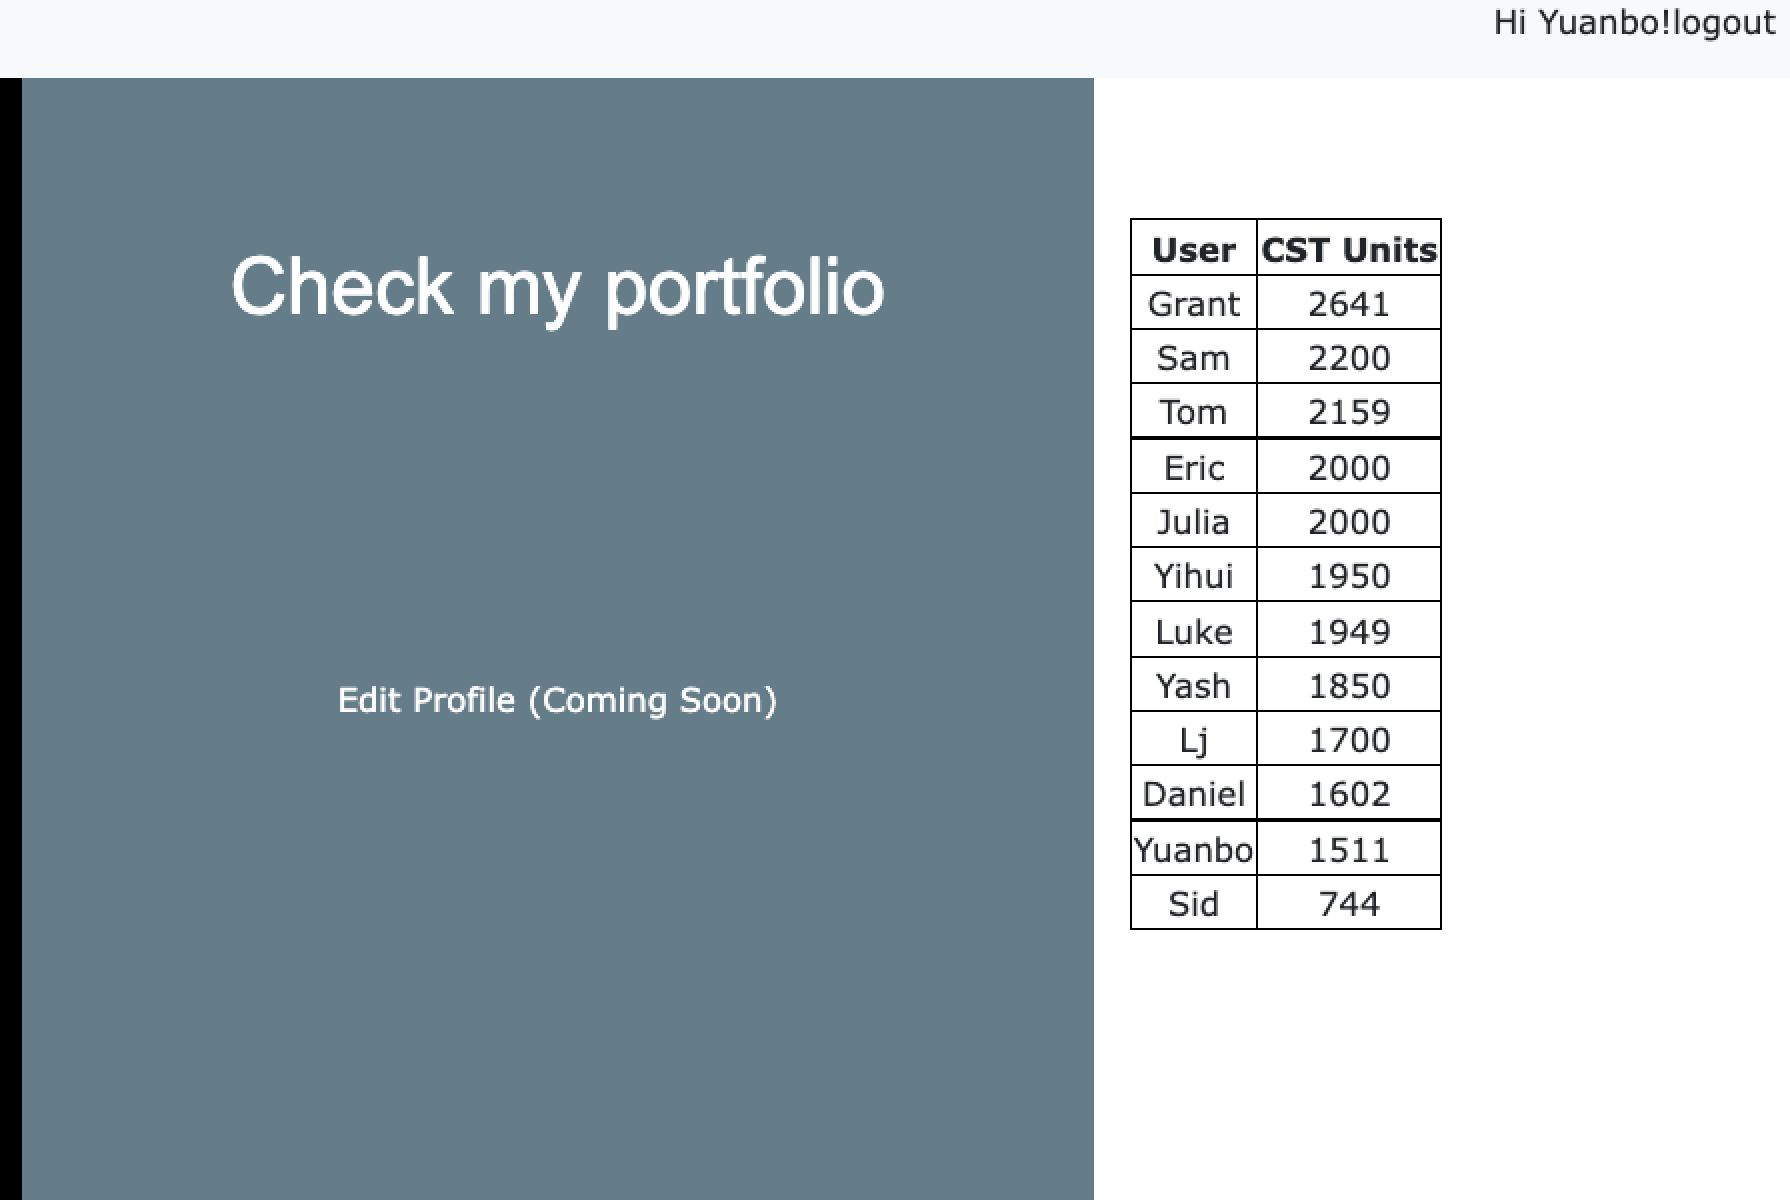 Hi Yuanbo!logout
Check my portfolio
Edit Profile (Coming Soon)
User CST Units
Grant 2641
Sam 2200
Tom 2159
Eric 2000
Julia 2000
Yihui 1950
Luke 1949
Yash 1850
Lj 1700
Daniel 1602
Yuanbo 1511
Sid 744